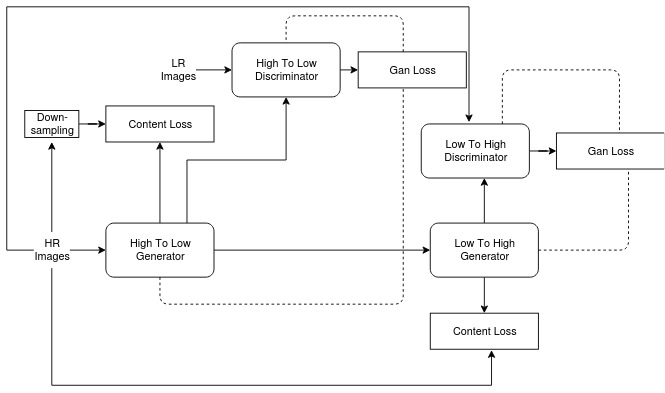 LR
Images
High To Low
Discriminator
Gan Loss
Down-
sampling
Content Loss
Low To High
Discriminator
Gan Loss
HR
Images
High To Low
Generator
Low To High
Generator
Content Loss